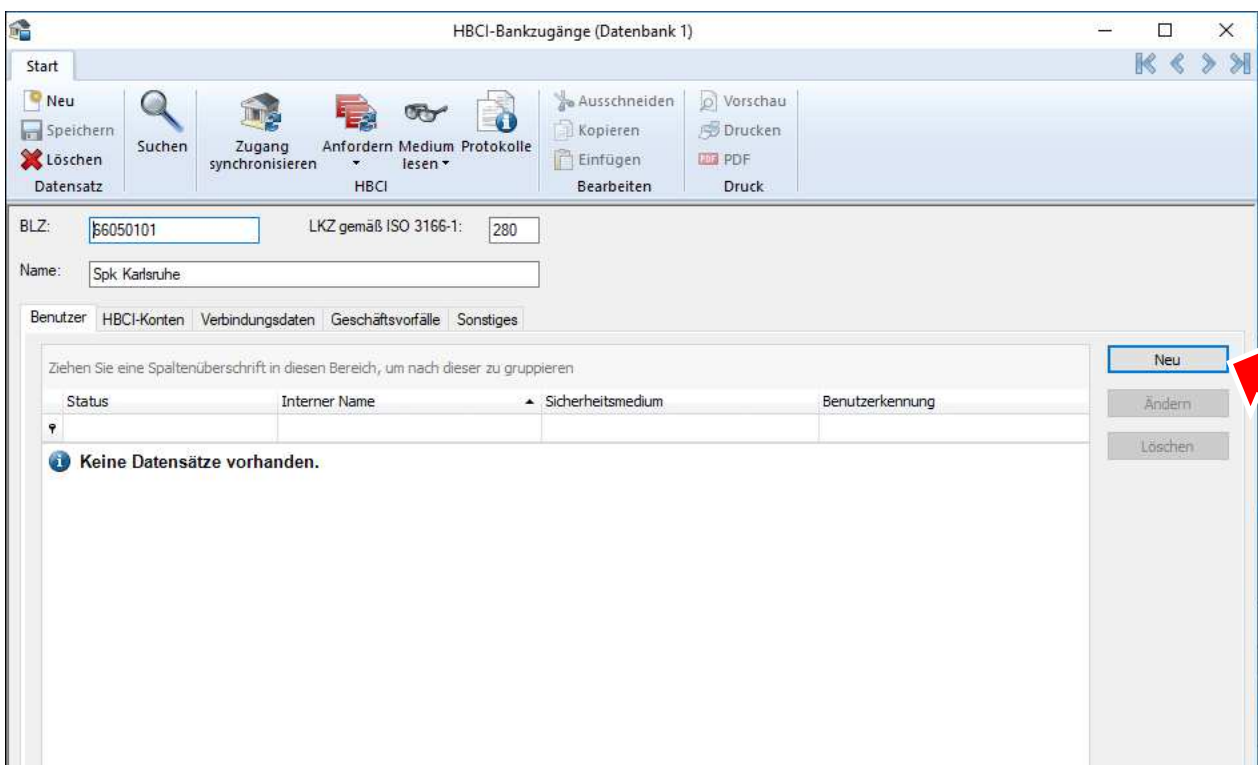 HBCI-Bankzugänge (Datenbank 1)
Start
Neu
Speichern
Löschen
Datensatz
Suchen
Zugang synchronisieren
Anfordern
Medium lesen
Protokolle
HBCI
Ausschneiden
Kopieren
Einfügen
Bearbeiten
Vorschau
Drucken
PDF
Druck
BLZ: 66050101 LKZ gemäß ISO 3166-1: 280
Name: Spk Karlsruhe
Benutzer HBCI-Konten Verbindungsdaten Geschäftsvorfälle Sonstiges
Ziehen Sie eine Spaltenüberschrift in diesen Bereich, um nach dieser zu gruppieren
Status Interner Name Sicherheitsmedium Benutzerkennung
Keine Datensätze vorhanden.
Neu
Ändern
Löschen